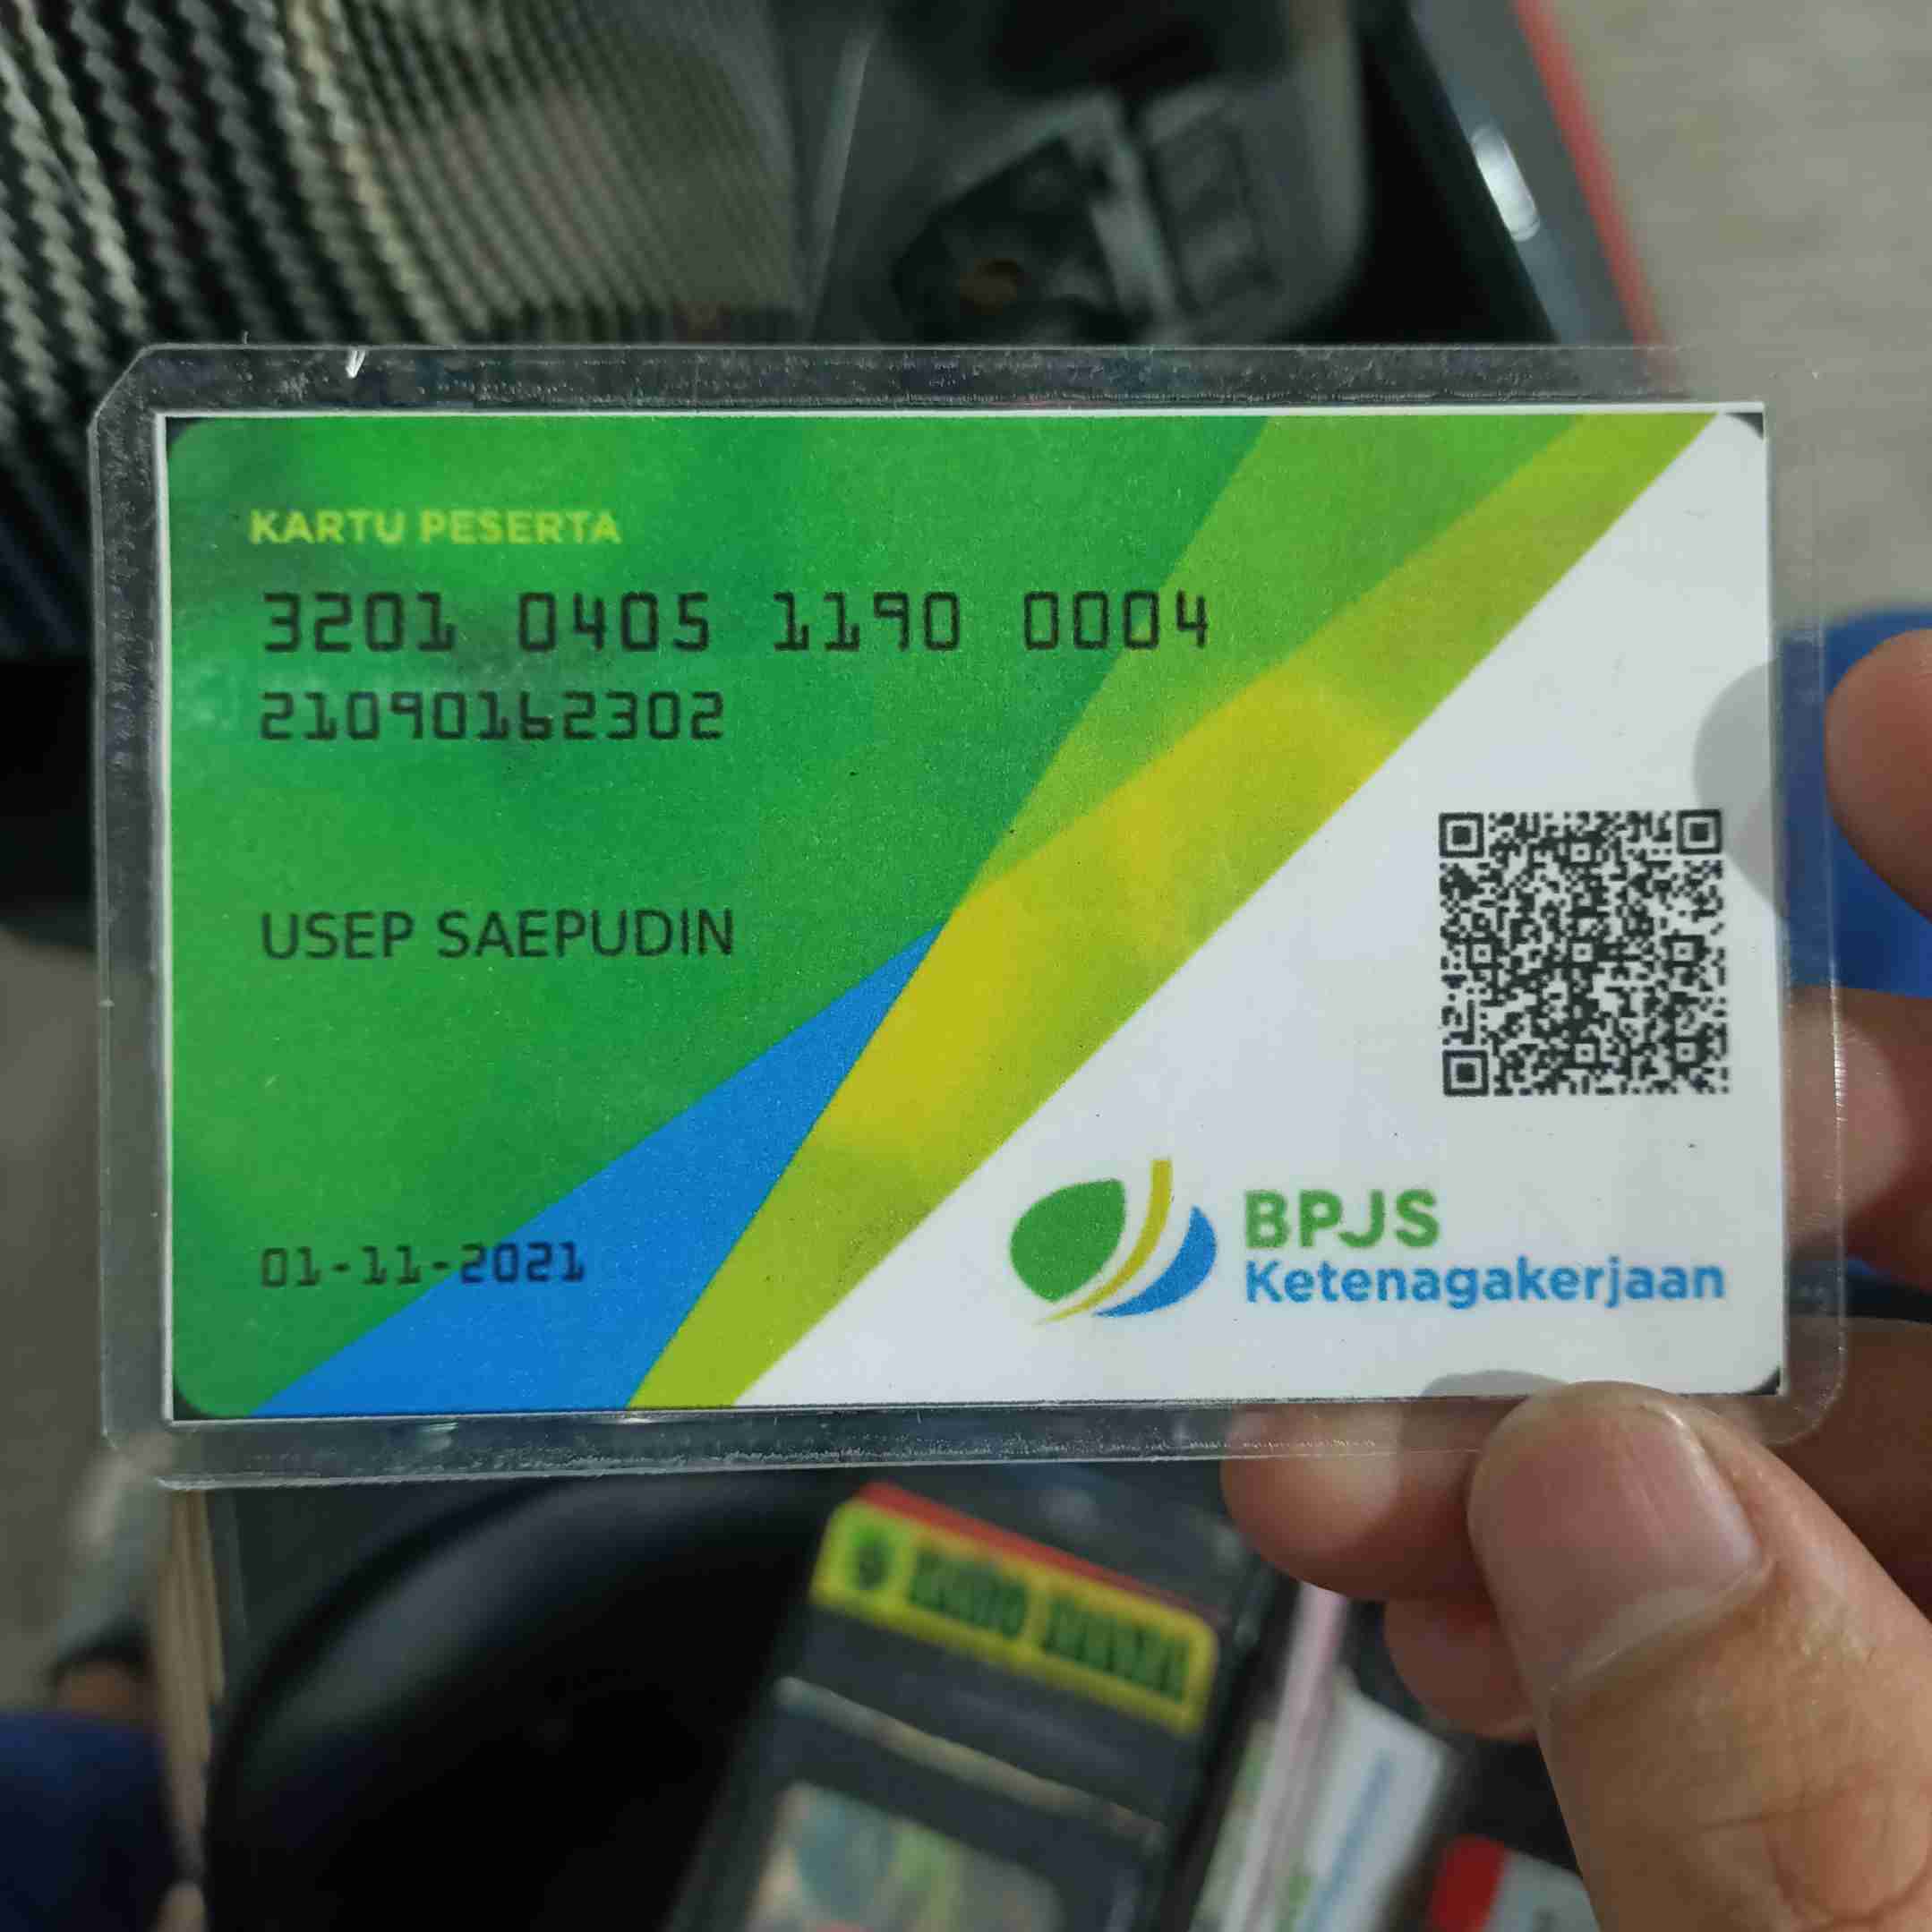 KARTU PESERTA
3201 0405 1190 0004
21090162302
USEP SAEPUDIN
01-11-2021
BPJS
Ketenagakerjaan